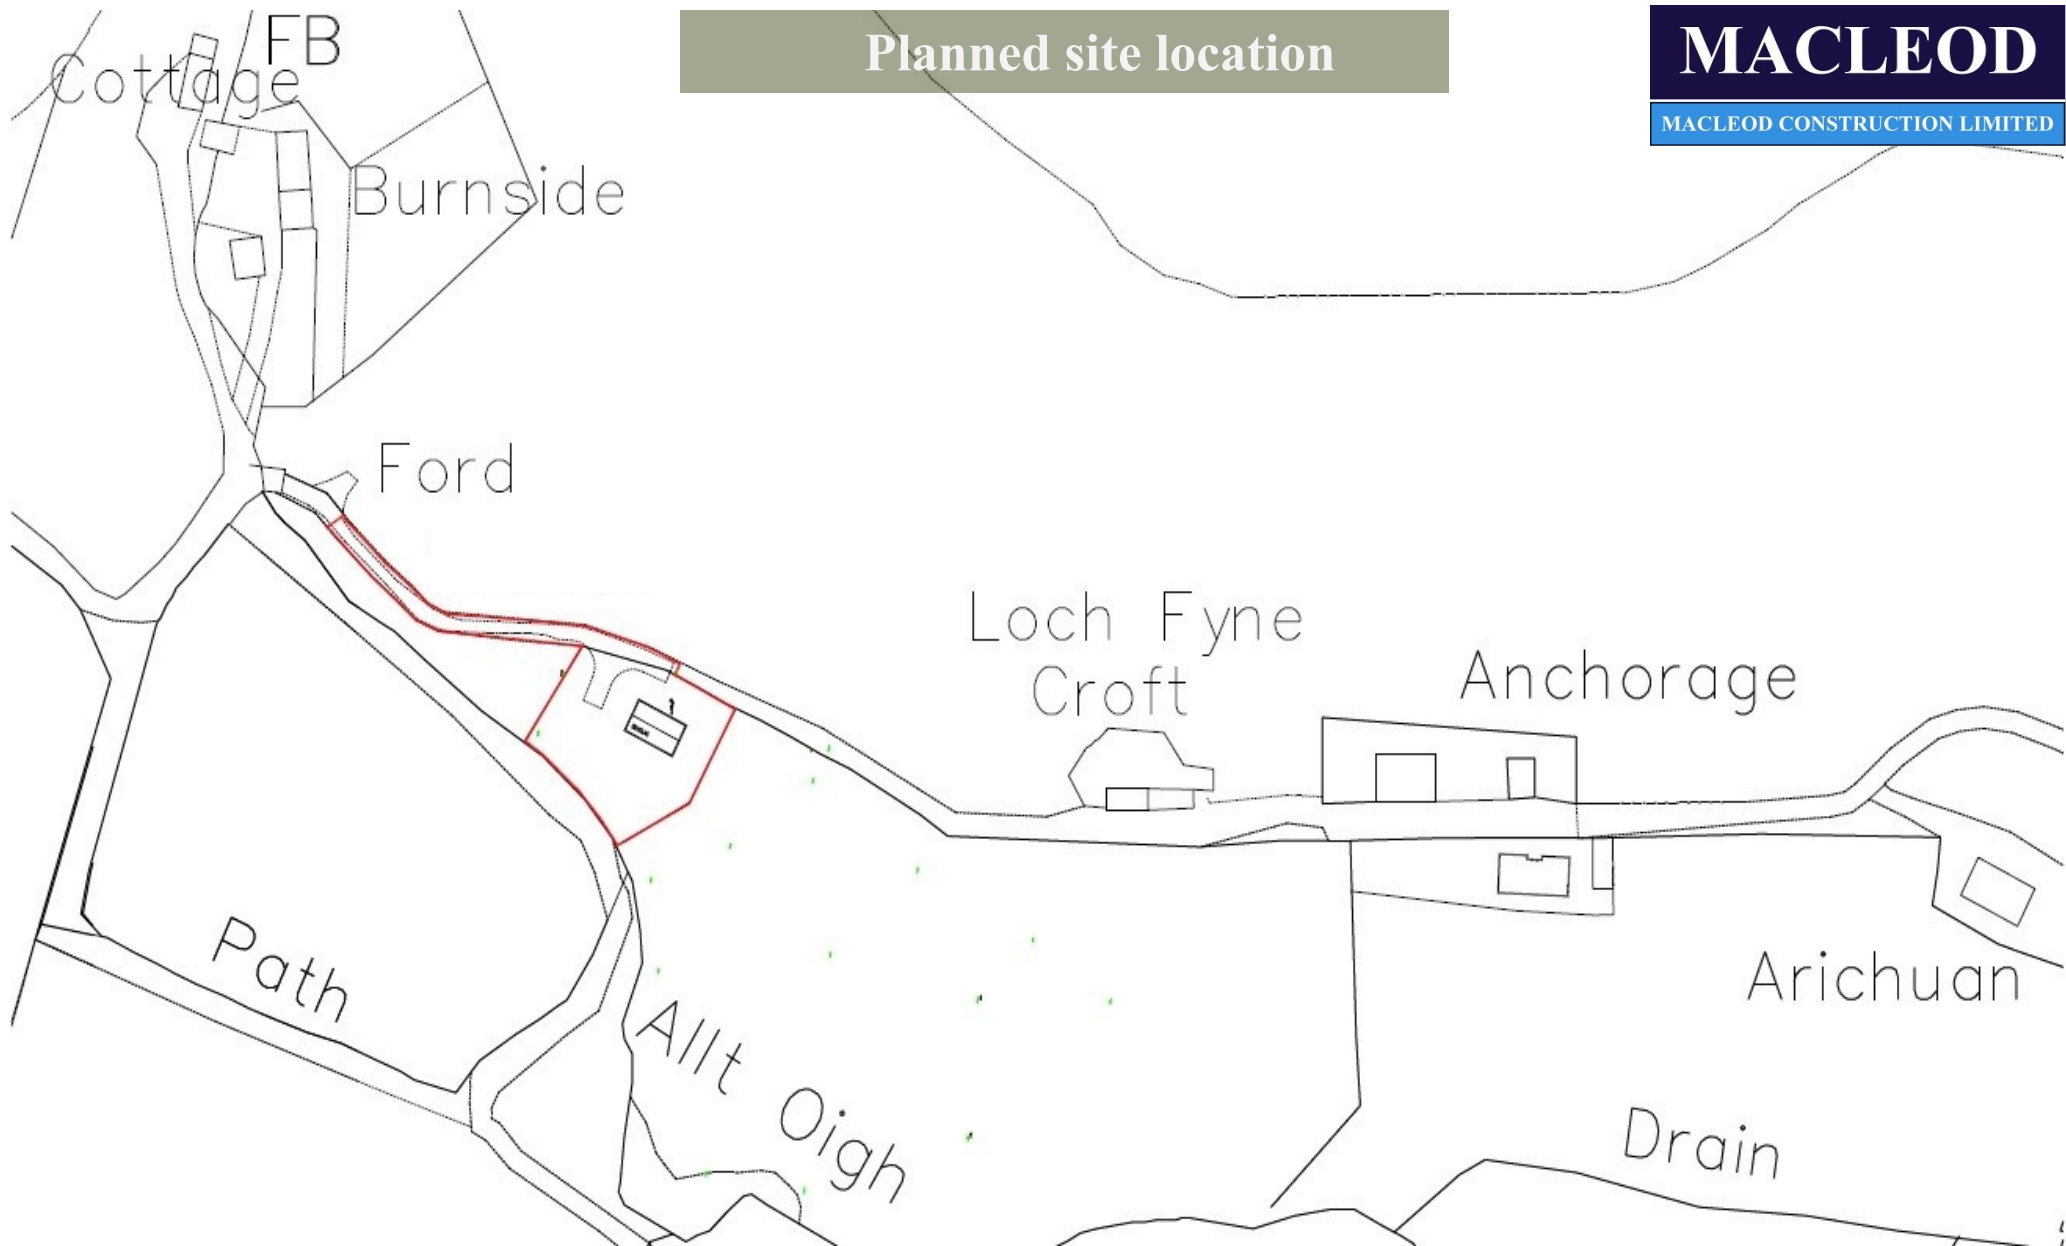 Planned site location
MACLEOD
MACLEOD CONSTRUCTION LIMITED
FB
Cottage
Burnside
Ford
Loch Fyne
Croft
Anchorage
Arichuan
Path
Allt Oigh
Drain